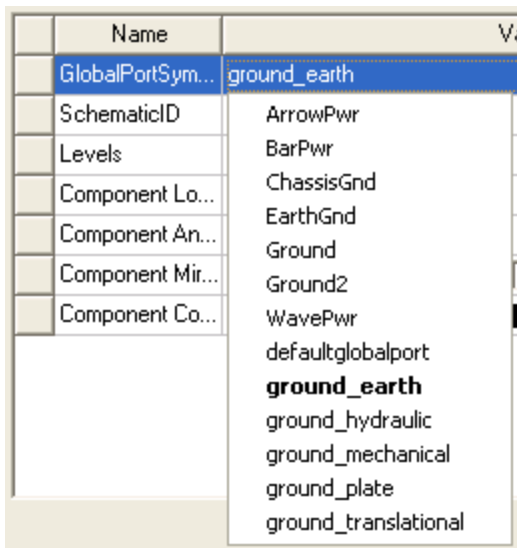 Name Va
GlobalPortSym... ground_earth
SchematicID
Levels
Component Lo...
Component An...
Component Mir...
Component Co...
ArrowPwr
BarPwr
ChassisGnd
EarthGnd
Ground
Ground2
WavePwr
defaultglobalport
ground_earth
ground_hydraulic
ground_mechanical
ground_plate
ground_translational